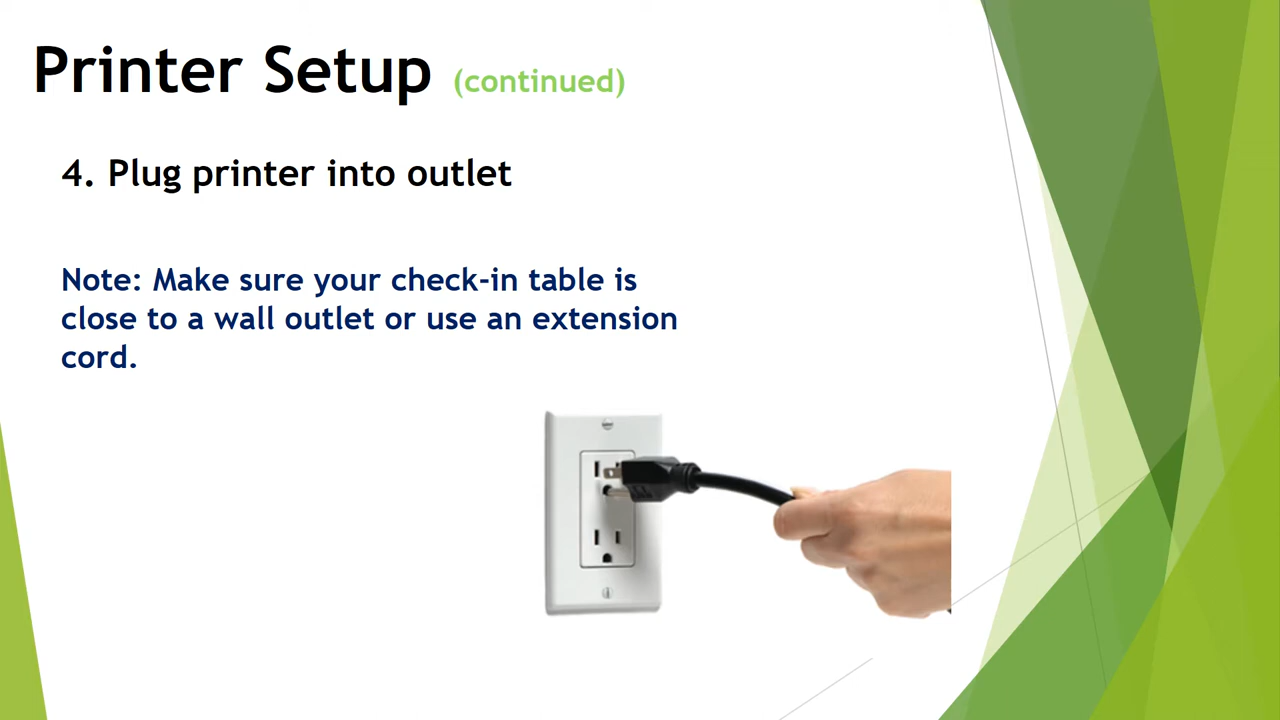 Printer Setup (continued)
4. Plug printer into outlet
Note: Make sure your check-in table is
close to a wall outlet or use an extension
cord.